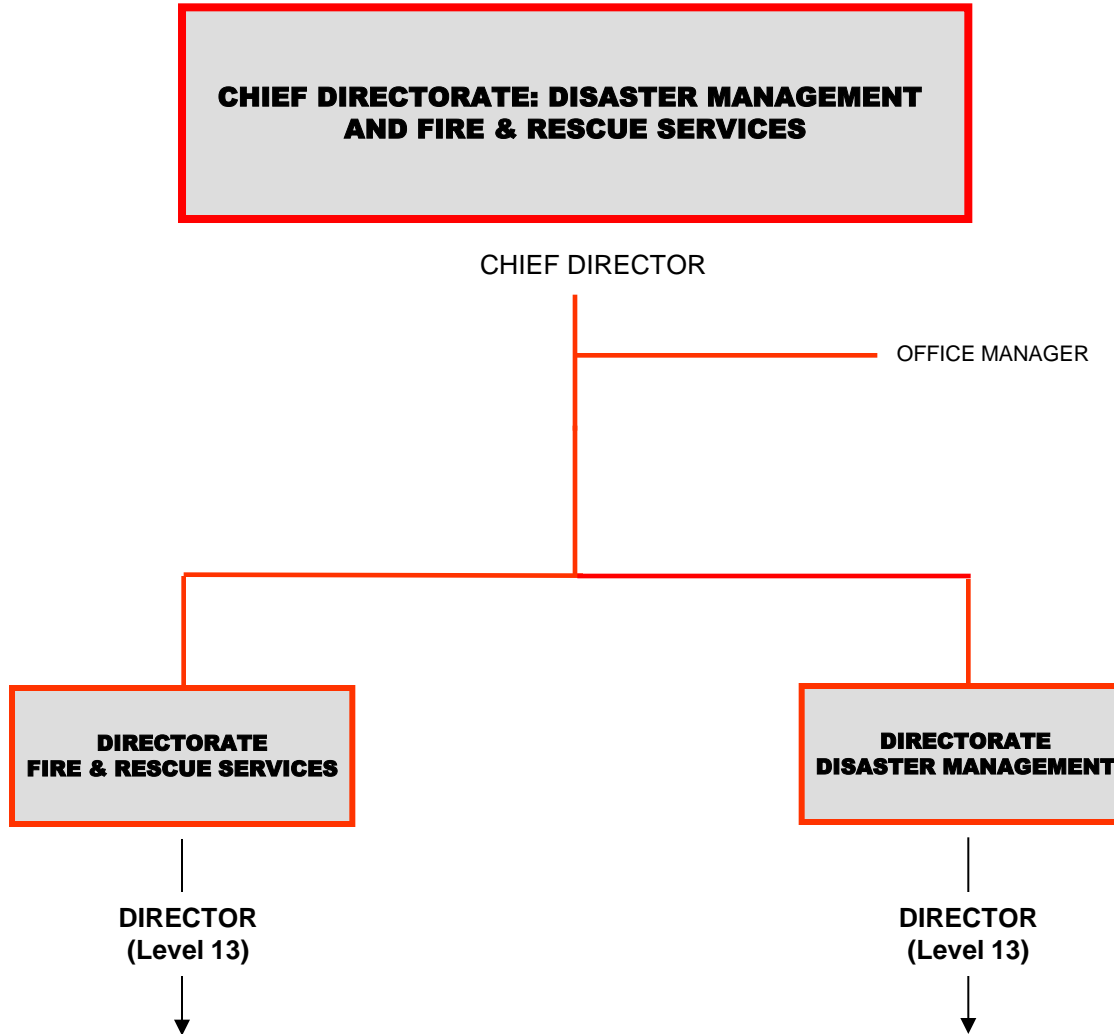 CHIEF DIRECTORATE: DISASTER MANAGEMENT
AND FIRE & RESCUE SERVICES
CHIEF DIRECTOR
OFFICE MANAGER
DIRECTORATE
FIRE & RESCUE SERVICES
DIRECTORATE
DISASTER MANAGEMENT
DIRECTOR
(Level 13)
DIRECTOR
(Level 13)